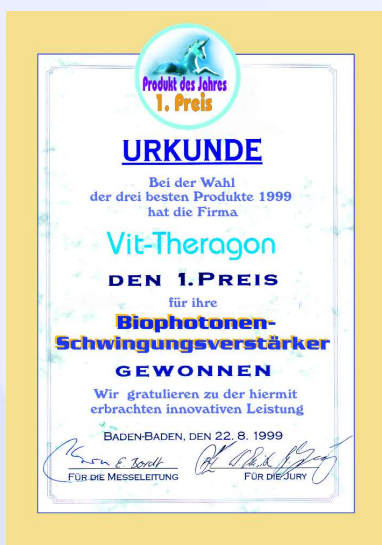 Produkt des Jahres
1. Preis
URKUNDE
Bei der Wahl
der drei besten Produkte 1999
hat die Firma
Vit-Theragon
DEN 1.PREIS
für ihre
Biophotonen-
Schwingungsverstärker
GEWONNEN
Wir gratulieren zu der hiermit
erbrachten innovativen Leistung
BADEN-BADEN, DEN 22. 8. 1999
FÜR DIE MESSELEITUNG
FÜR DIE JURY